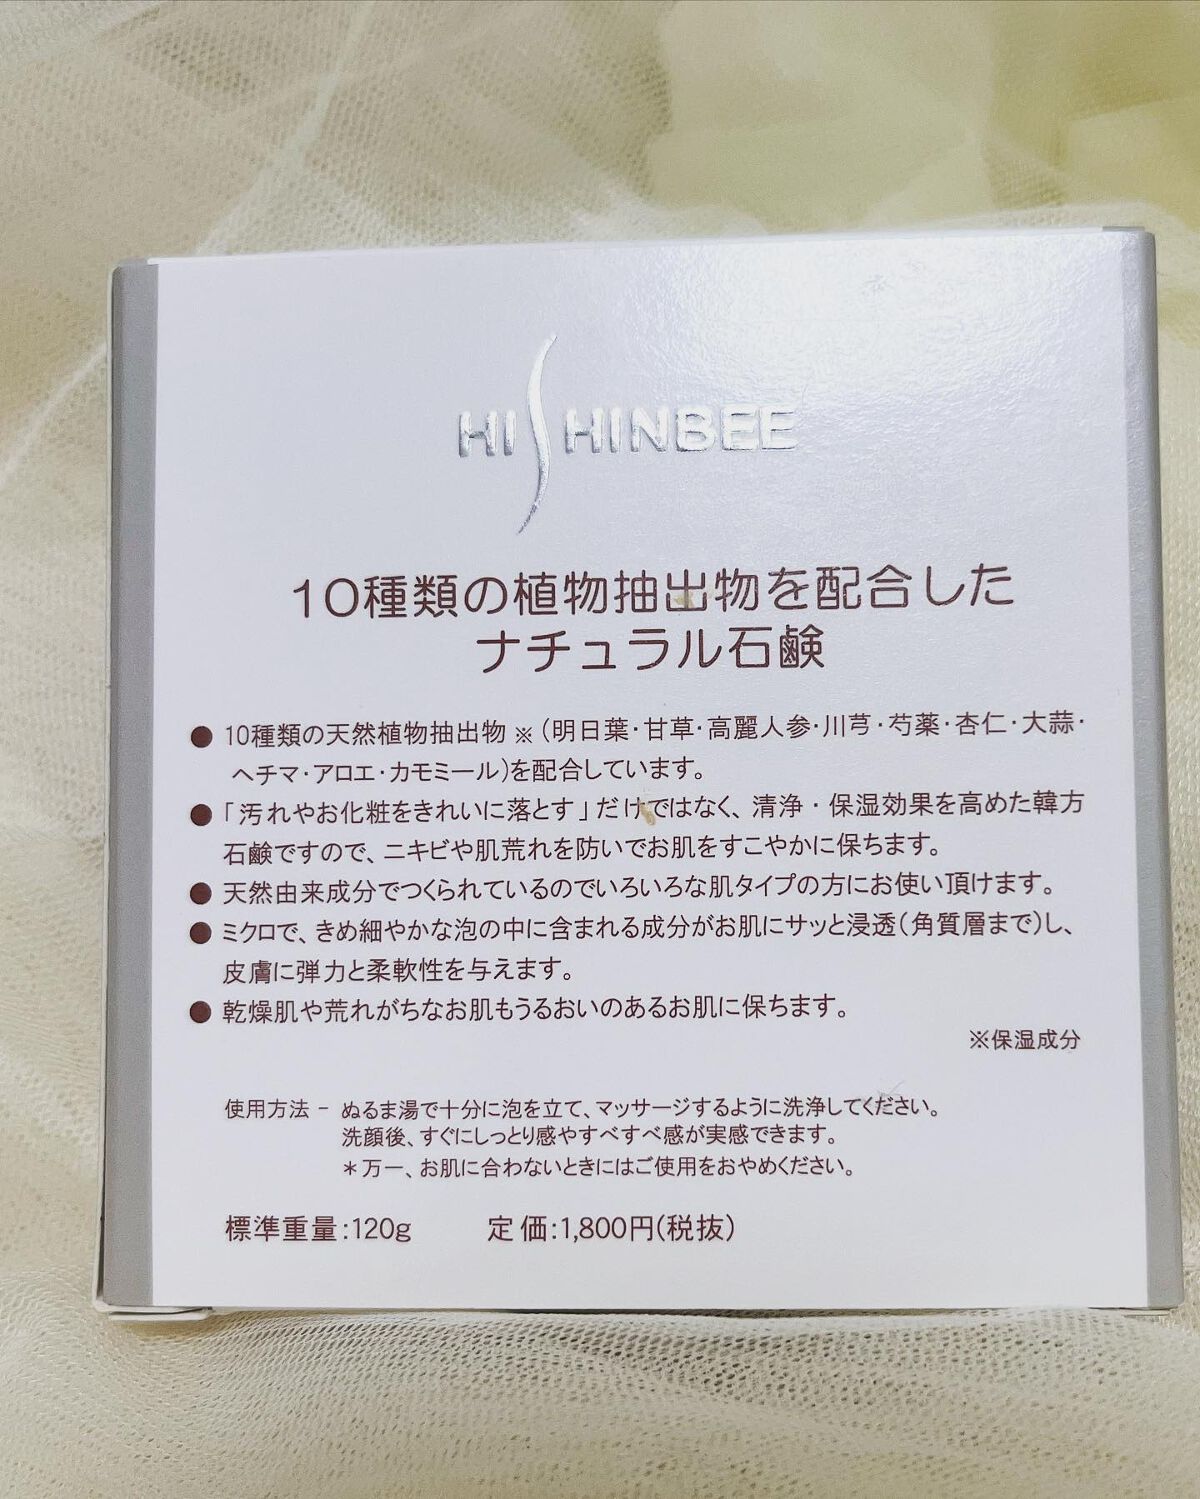 HISHINBEE
10種類の植物抽出物を配合した
ナチュラル石鹸
● 10種類の天然植物抽出物※(明日葉・甘草・高麗人参・川芎・芍薬・杏仁・大蒜・
ヘチマ・アロエ・カモミール)を配合しています。
● 「汚れやお化粧をきれいに落とす」だけではなく、清浄・保湿効果を高めた韓方
石鹸ですので、ニキビや肌荒れを防いでお肌をすこやかに保ちます。
● 天然由来成分でつくられているのでいろいろな肌タイプの方にお使い頂けます。
● ミクロで、きめ細やかな泡の中に含まれる成分がお肌にサッと浸透(角質層まで)し、
皮膚に弾力と柔軟性を与えます。
● 乾燥肌や荒れがちなお肌もうるおいのあるお肌に保ちます。
※保湿成分
使用方法 - ぬるま湯で十分に泡を立て、マッサージするように洗浄してください。
洗顔後、すぐにしっとり感やすべすべ感が実感できます。
＊万一、お肌に合わないときにはご使用をおやめください。
標準重量:120g 定価:1,800円(税抜)